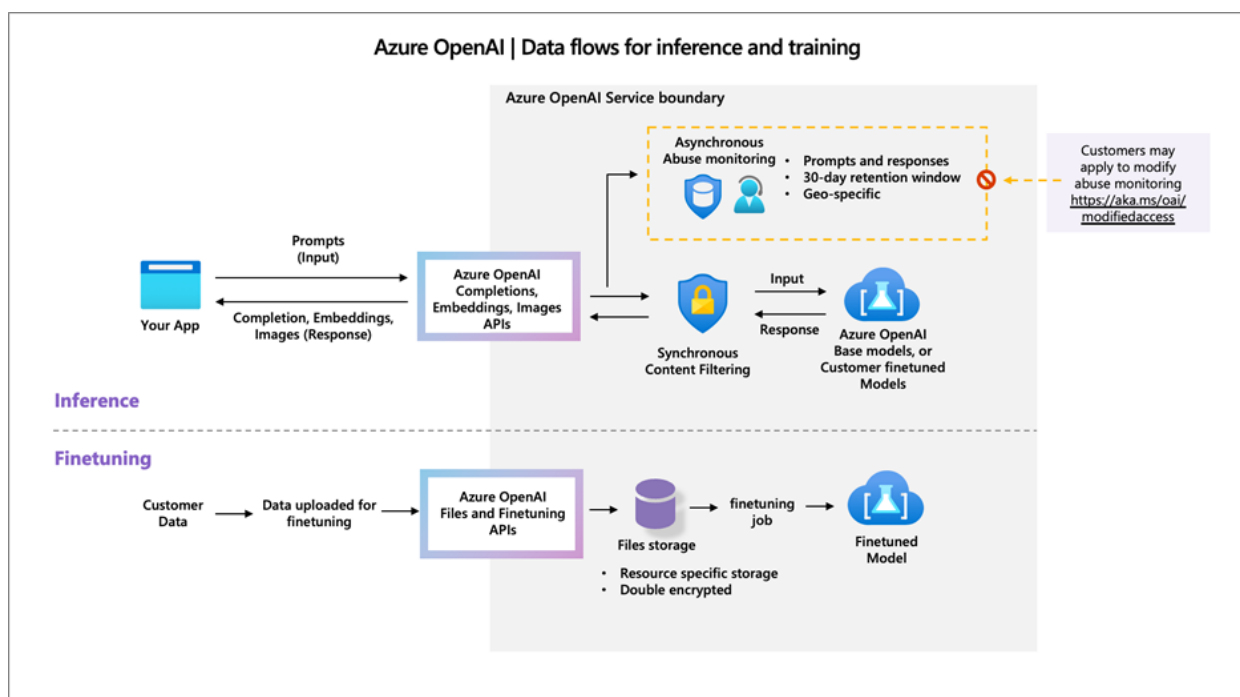 Azure OpenAI | Data flows for inference and training
Azure OpenAI Service boundary
Asynchronous
Abuse monitoring
• Prompts and responses
• 30-day retention window
• Geo-specific
Customers may
apply to modify
abuse monitoring
https://aka.ms/oai/
modifiedaccess
Prompts
(Input)
Your App
Completion, Embeddings,
Images (Response)
Azure OpenAI
Completions,
Embeddings, Images
APIs
Synchronous
Content Filtering
Input
Response
Azure OpenAI
Base models, or
Customer finetuned
Models
Inference
Finetuning
Customer
Data
Data uploaded for
finetuning
Azure OpenAI
Files and Finetuning
APIs
Files storage
• Resource specific storage
• Double encrypted
finetuning
job
Finetuned
Model